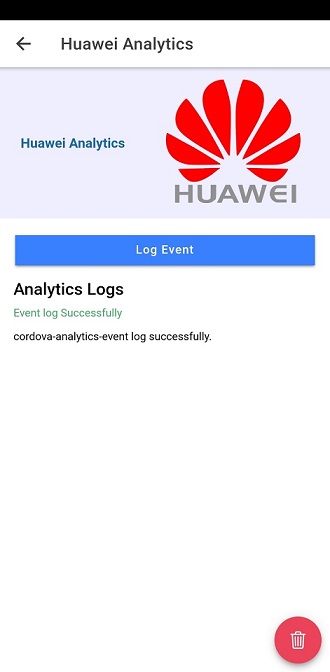 Huawei Analytics
Huawei Analytics
HUAWEI
Log Event
Analytics Logs
Event log Successfully
cordova-analytics-event log successfully.